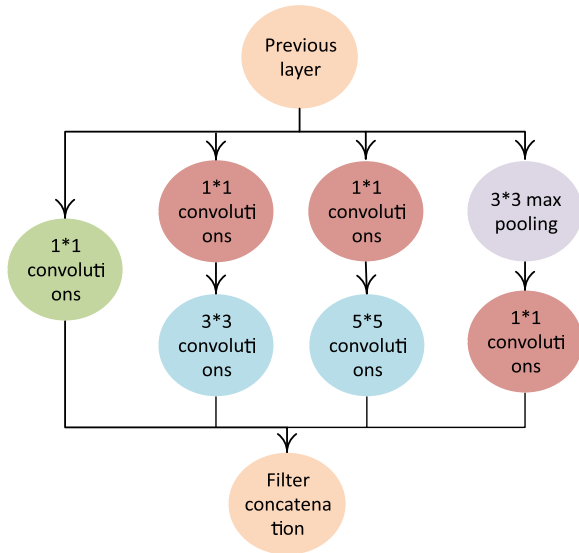 Previous
layer
1*1
convoluti
ons
1*1
convoluti
ons
1*1
convoluti
ons
3*3 max
pooling
3*3
convoluti
ons
5*5
convoluti
ons
1*1
convoluti
ons
Filter
concatena
tion